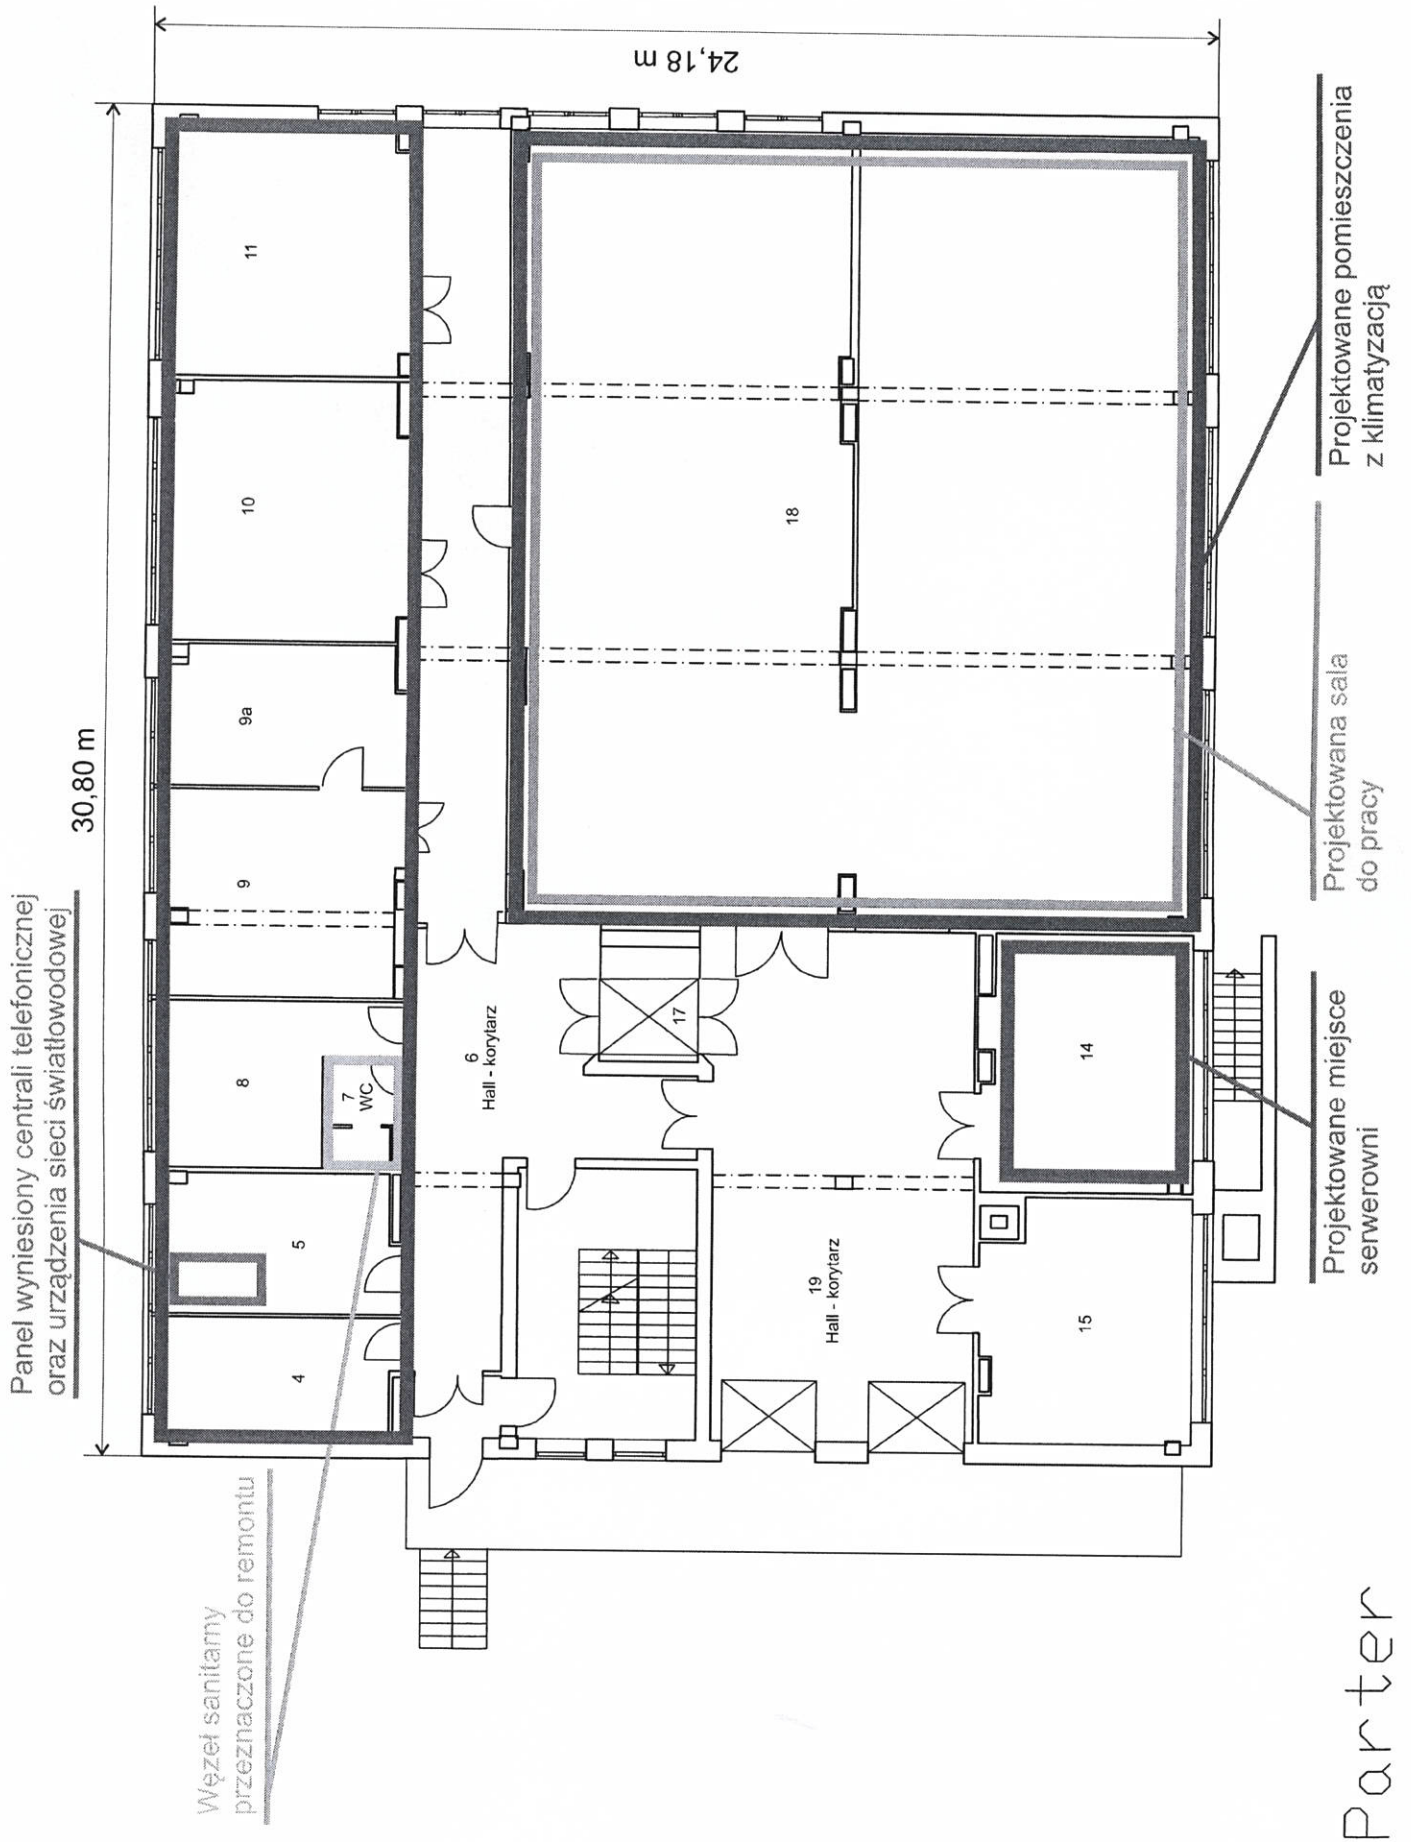 Panel wyniesiony centrali telefonicznej
oraz urządzenia sieci światłowodowej
30,80 m
Węzeł sanitarny
przeznaczone do remontu
4
5
8
9
9a
10
11
7
WC
6
Hall - korytarz
17
18
24,18 m
19
Hall - korytarz
15
14
Projektowane miejsce
serwerowni
Projektowana sala
do pracy
Projektowane pomieszczenia
z klimatyzacją
Parter